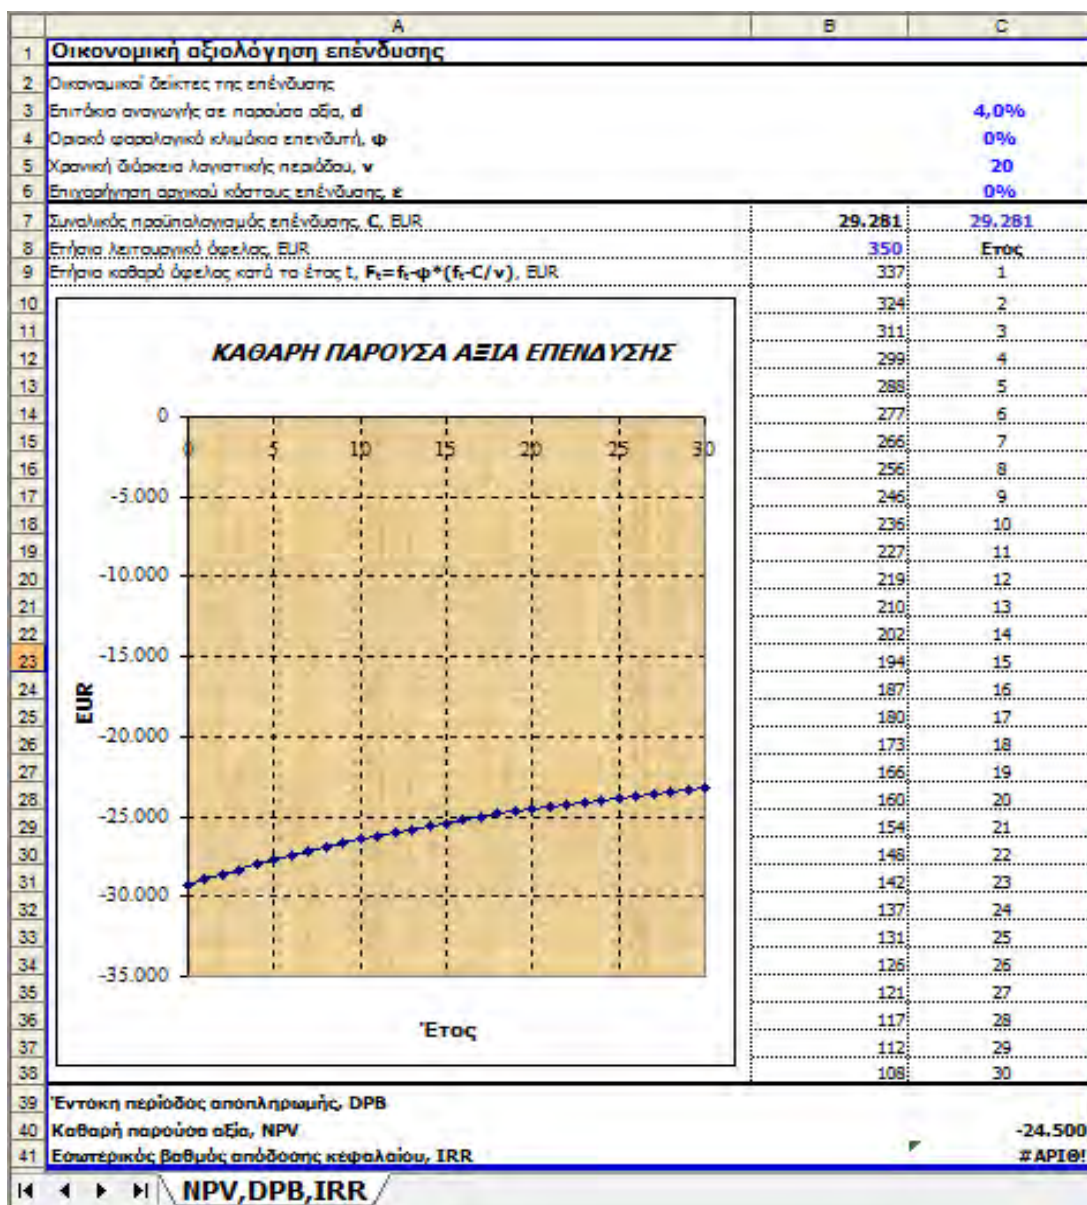 A B C
1 Οικονομική αξιολόγηση επένδυσης
2 Οικονομικοί δείκτες της επένδυσης
3 Επιτόκιο αναγωγής σε παρούσα αξία, d 4,0%
4 Οριακό φορολογικό κλιμάκιο επενδυτή, φ 0%
5 Χρονική διάρκεια λογιστικής περιόδου, ν 20
6 Επιχορήγηση αρχικού κόστους επένδυσης, ε 0%
7 Συνολικός προϋπολογισμός επένδυσης, C, EUR 29.281 29.281
8 Ετήσιο λειτουργικό όφελος, EUR 350 Ετος
9 Ετήσιο καθαρό όφελος κατά το έτος t, Ft=ft-φ*(ft-C/ν), EUR 337 1
10 324 2
11 311 3
12 299 4
13 288 5
14 277 6
15 266 7
16 256 8
17 246 9
18 236 10
19 227 11
20 219 12
21 210 13
22 202 14
23 194 15
24 187 16
25 180 17
26 173 18
27 166 19
28 160 20
29 154 21
30 148 22
31 142 23
32 137 24
33 131 25
34 126 26
35 121 27
36 117 28
37 112 29
38 108 30
ΚΑΘΑΡΗ ΠΑΡΟΥΣΑ ΑΞΙΑ ΕΠΕΝΔΥΣΗΣ
0
0 5 10 15 20 25 30
-5.000
-10.000
-15.000
-20.000
-25.000
-30.000
-35.000
EUR
Έτος
39 Έντοκη περίοδος αποπληρωμής, DPB
40 Καθαρή παρούσα αξία, NPV -24.500
41 Εσωτερικός βαθμός απόδοσης κεφαλαίου, IRR #ΑΡΙΘ!
NPV,DPB,IRR